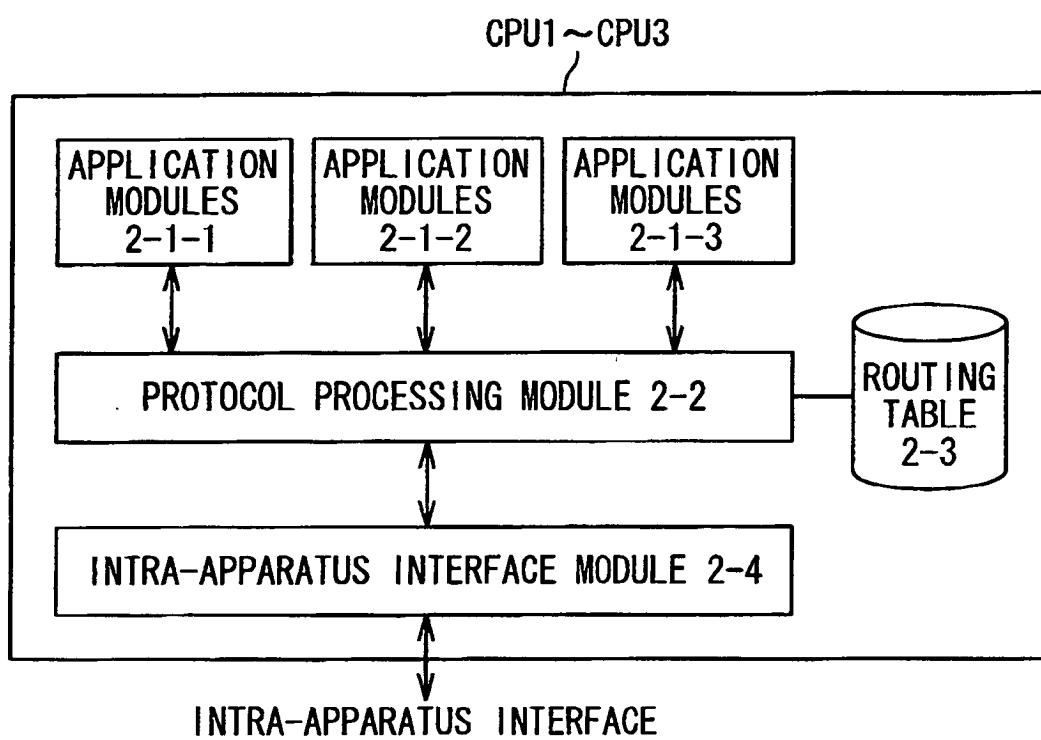 CPU1～CPU3
APPLICATION
MODULES
2-1-1
APPLICATION
MODULES
2-1-2
APPLICATION
MODULES
2-1-3
PROTOCOL PROCESSING MODULE 2-2
ROUTING
TABLE
2-3
INTRA-APPARATUS INTERFACE MODULE 2-4
INTRA-APPARATUS INTERFACE